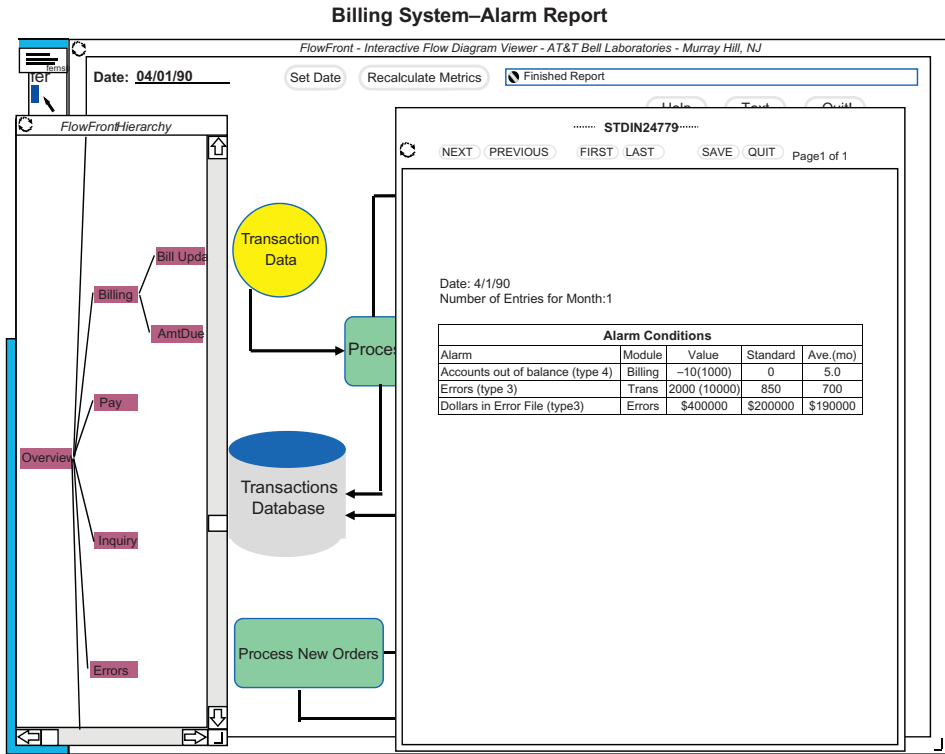 Billing System–Alarm Report
FlowFront - Interactive Flow Diagram Viewer - AT&T Bell Laboratories - Murray Hill, NJ
ferns
Date: 04/01/90
Set Date
Recalculate Metrics
Finished Report
FlowFrontHierarchy
Overview
Billing
Bill Upda
AmtDue
Pay
Inquiry
Errors
Transaction
Data
Proces
Transactions
Database
Process New Orders
STDIN24779
NEXT PREVIOUS FIRST LAST SAVE QUIT Page1 of 1
Date: 4/1/90
Number of Entries for Month:1
Alarm Conditions
Alarm Module Value Standard Ave.(mo)
Accounts out of balance (type 4) Billing –10(1000) 0 5.0
Errors (type 3) Trans 2000 (10000) 850 700
Dollars in Error File (type3) Errors $400000 $200000 $190000